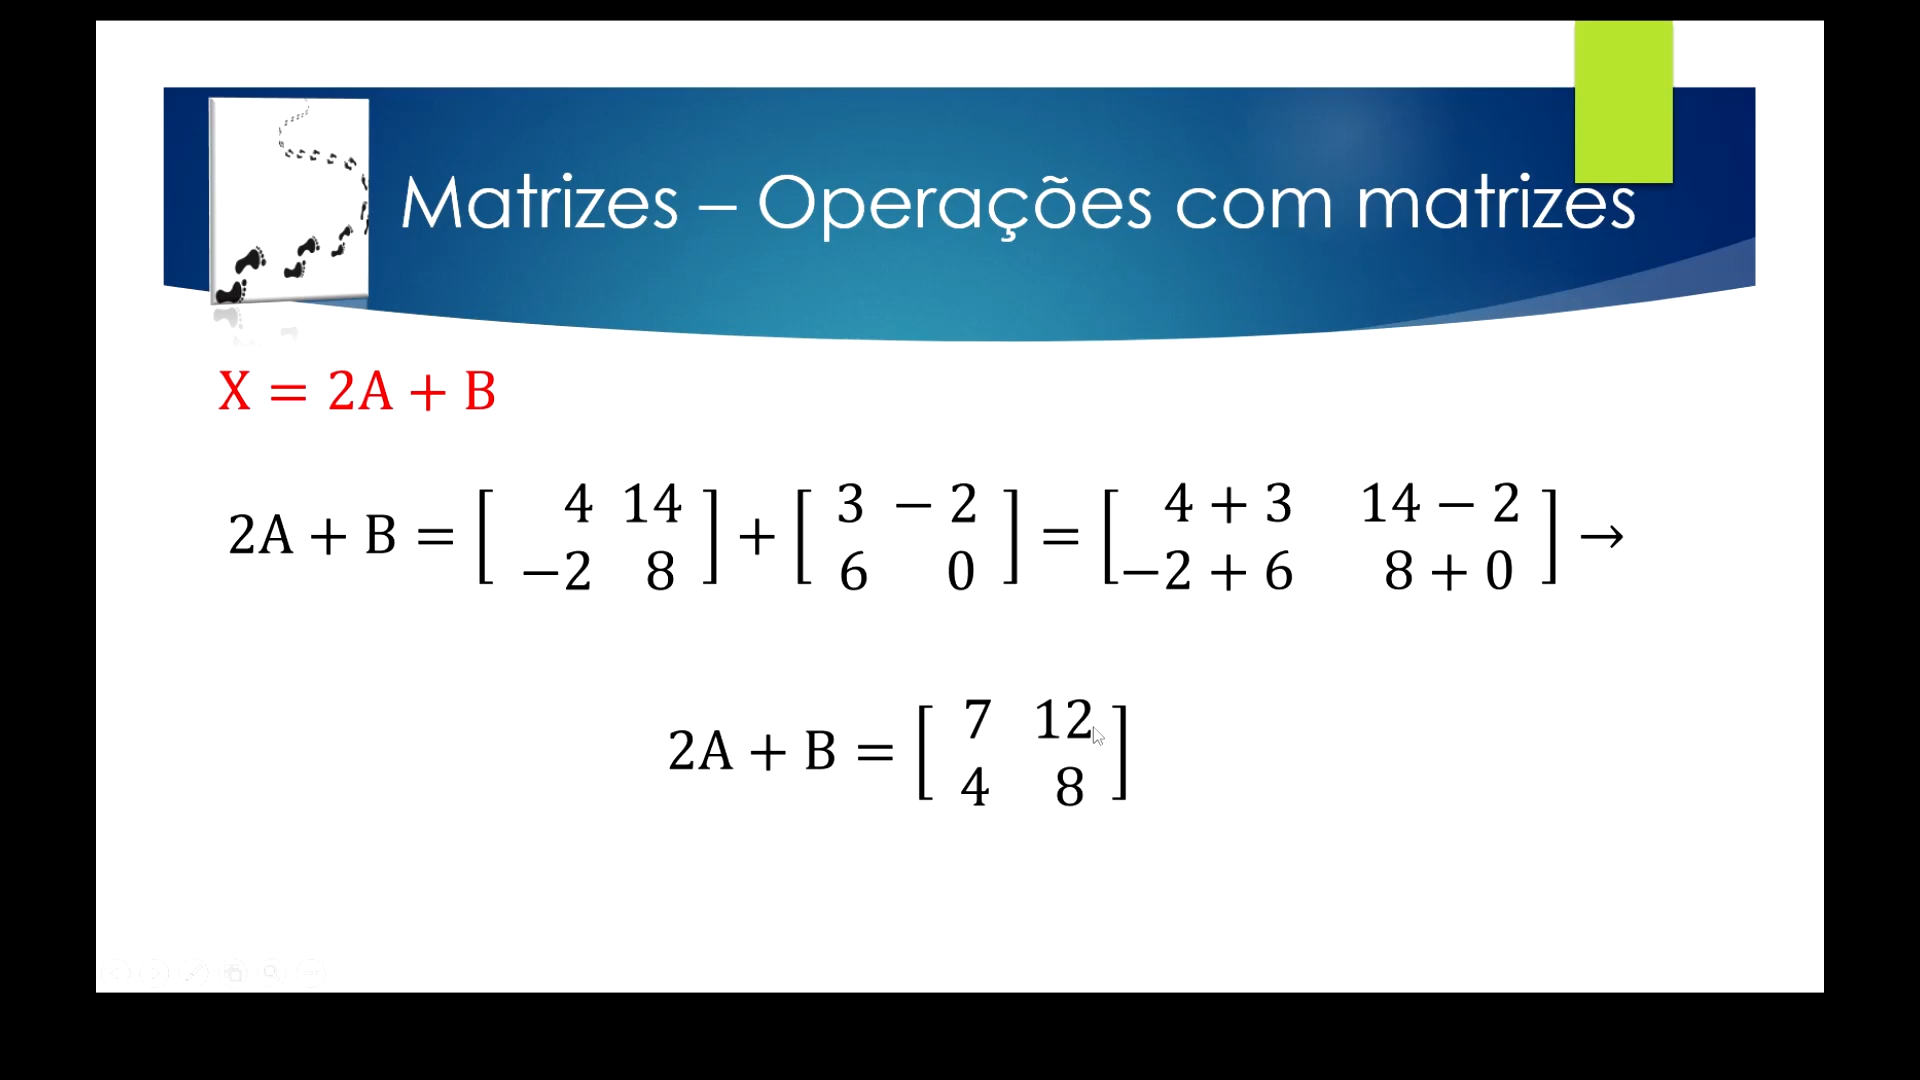 Matrizes – Operações com matrizes
X = 2A + B
2A + B = [ 4 14 ] + [ 3 − 2 ] = [ 4 + 3 14 − 2 ] →
[ −2 8 ] [ 6 0 ] [ −2 + 6 8 + 0 ]
2A + B = [ 7 12 ]
[ 4 8 ]